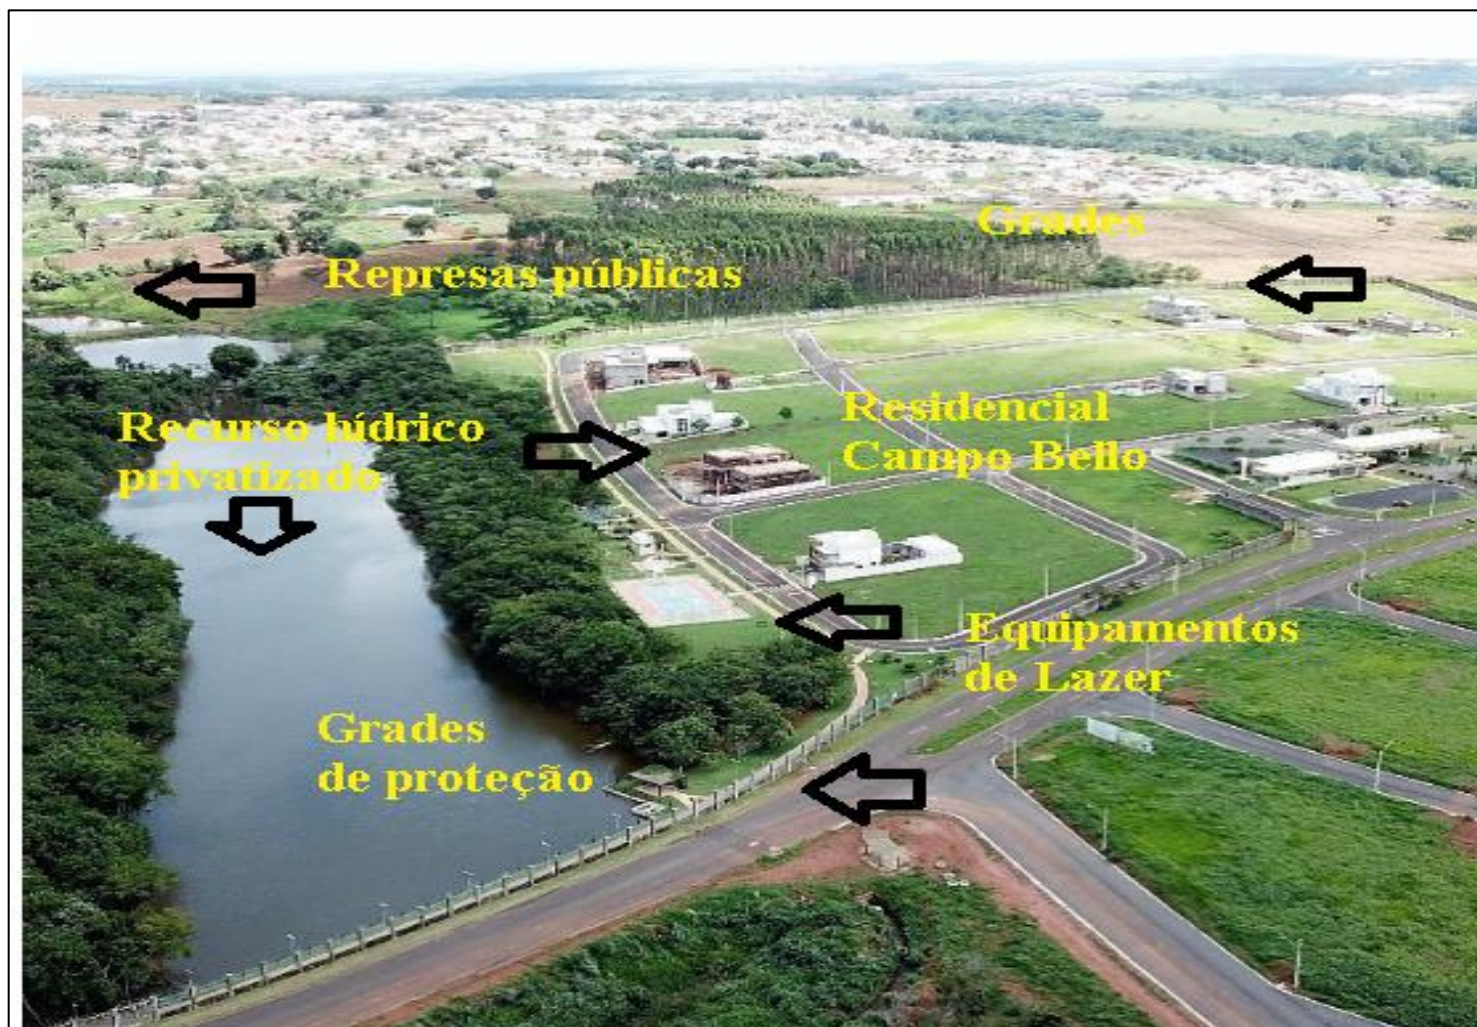 Grades
Represas públicas
Recurso hídrico
privatizado
Residencial
Campo Bello
Equipamentos
de Lazer
Grades
de proteção